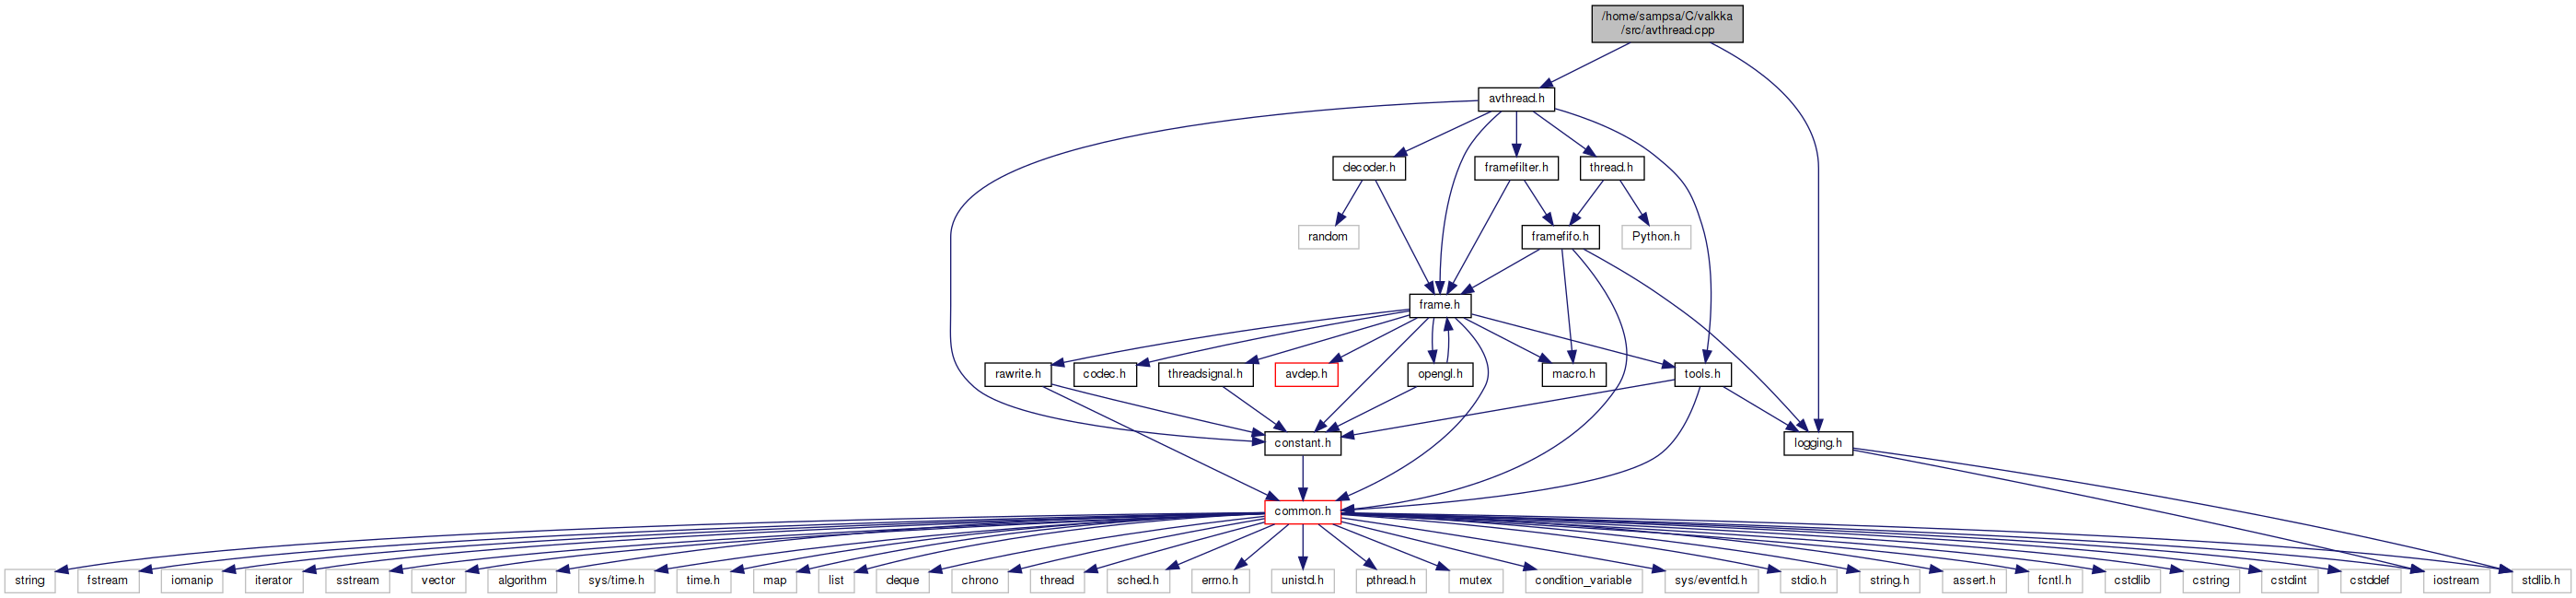 /home/sampsa/C/valkka
/src/avthread.cpp
avthread.h
decoder.h
framefilter.h
thread.h
random
framefifo.h
Python.h
frame.h
rawrite.h
codec.h
threadsignal.h
avdep.h
opengl.h
macro.h
tools.h
constant.h
logging.h
common.h
string
fstream
iomanip
iterator
sstream
vector
algorithm
sys/time.h
time.h
map
list
deque
chrono
thread
sched.h
errno.h
unistd.h
pthread.h
mutex
condition_variable
sys/eventfd.h
stdio.h
string.h
assert.h
fcntl.h
cstdlib
cstring
cstdint
cstddef
iostream
stdlib.h